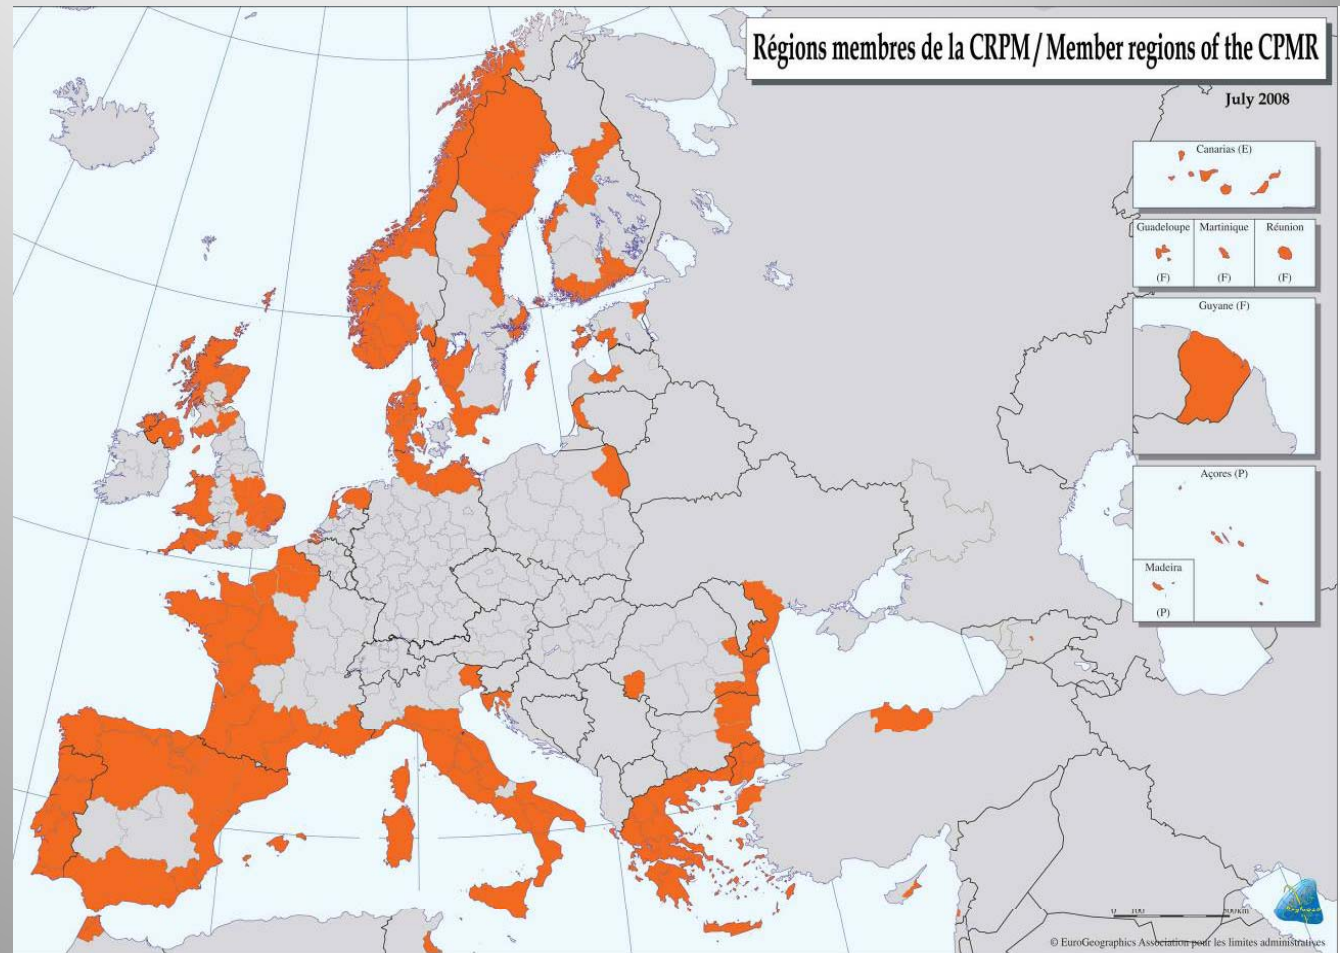 Régions membres de la CRPM / Member regions of the CPMR
July 2008
Canarias (E)
Guadeloupe
(F)
Martinique
(F)
Réunion
(F)
Guyane (F)
Açores (P)
Madeira
(P)
© EuroGeographics Association pour les limites administratives